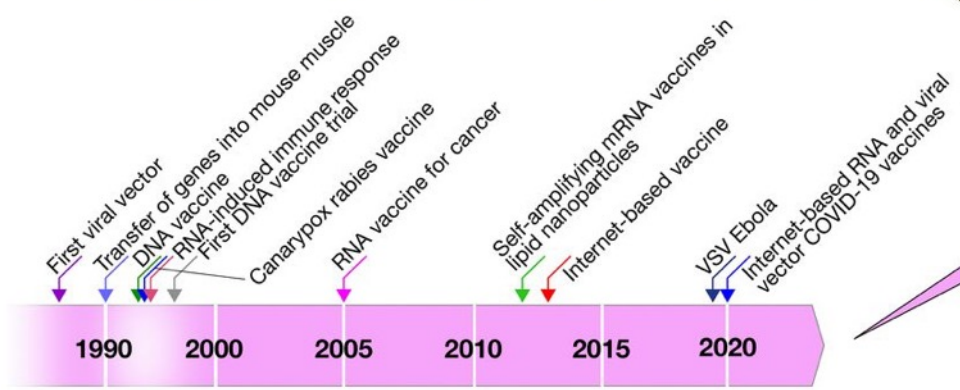 First viral vector
Transfer of genes into mouse muscle
DNA vaccine
RNA-induced immune response
First DNA vaccine trial
Canarypox rabies vaccine
RNA vaccine for cancer
Self-amplifying mRNA vaccines in
lipid nanoparticles
Internet-based vaccine
VSV Ebola
Internet-based RNA and viral
vector COVID-19 vaccines
1990
2000
2005
2010
2015
2020